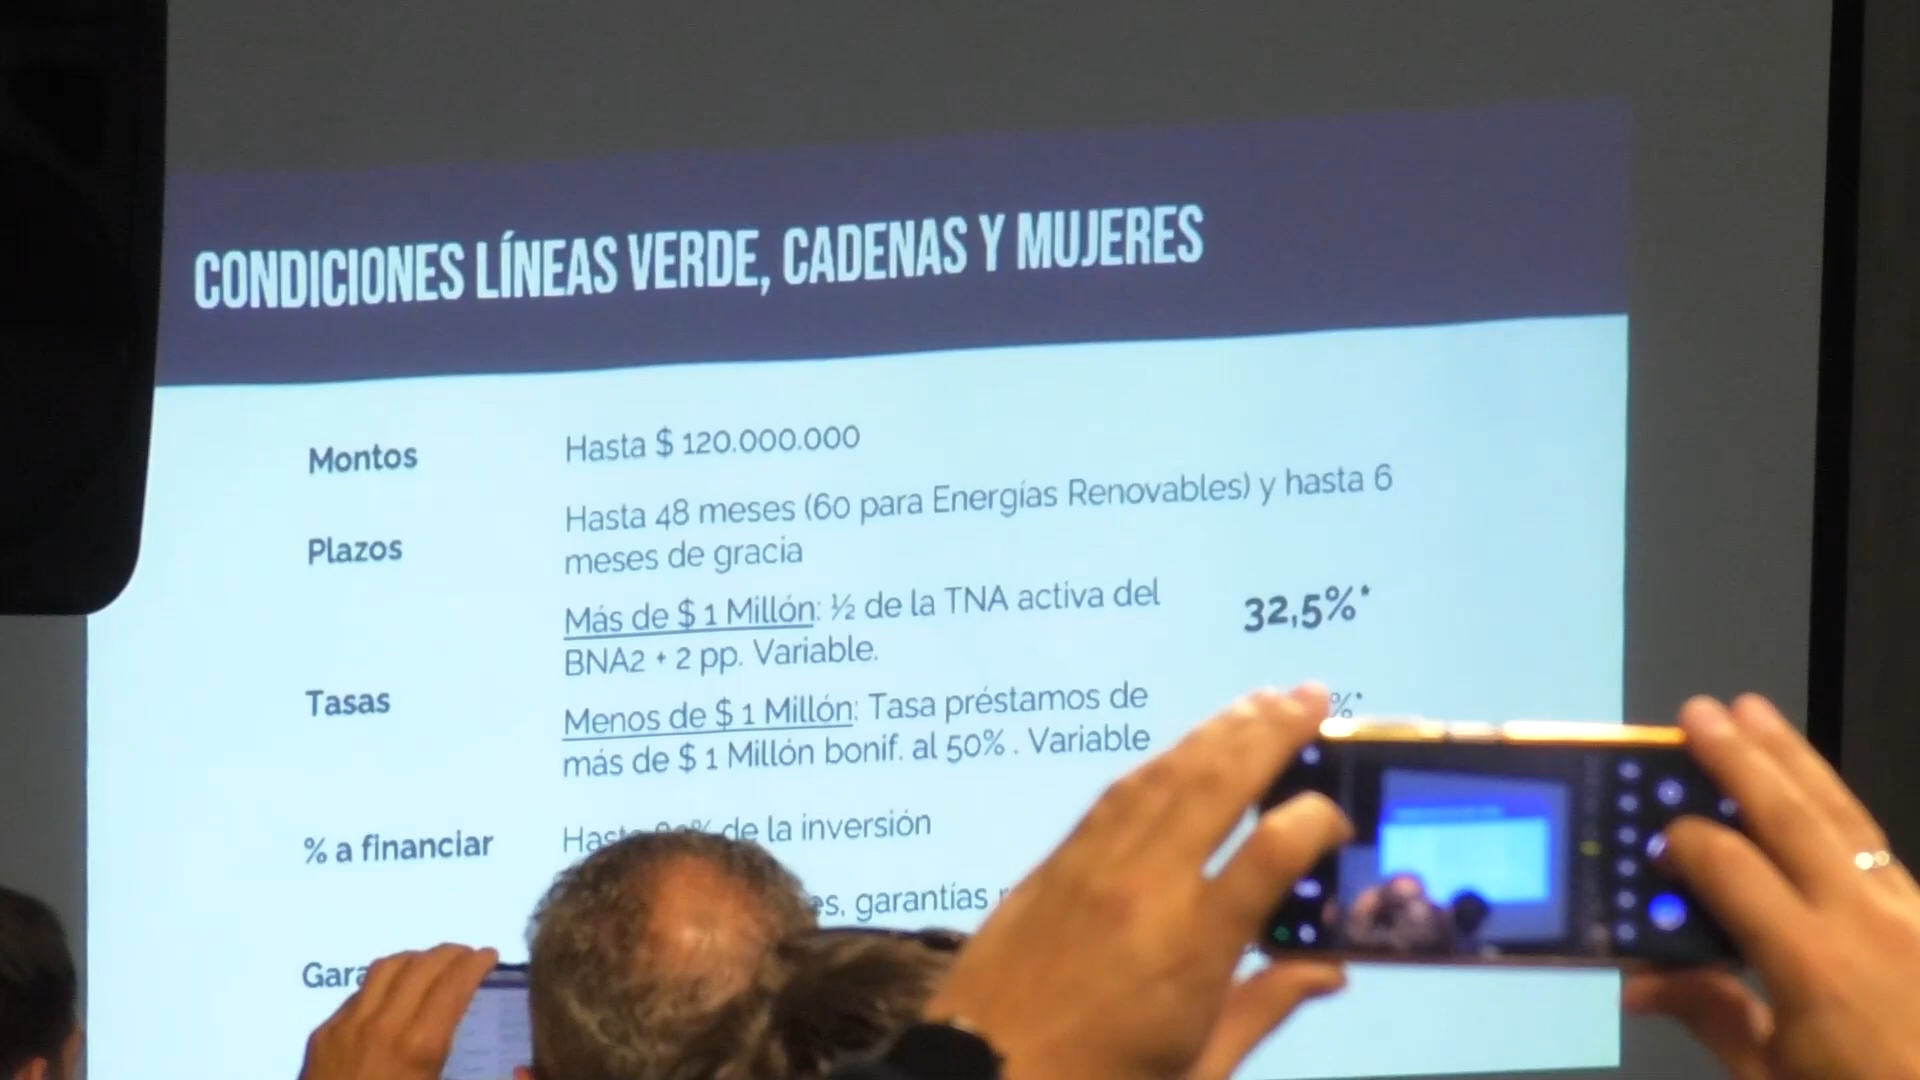 CONDICIONES LÍNEAS VERDE, CADENAS Y MUJERES
Montos
Hasta $ 120.000.000
Plazos
Hasta 48 meses (60 para Energías Renovables) y hasta 6
meses de gracia
Tasas
Más de $ 1 Millón: ½ de la TNA activa del
BNA2 + 2 pp. Variable.
32,5%*
Menos de $ 1 Millón: Tasa préstamos de
más de $ 1 Millón bonif. al 50% . Variable
%*
% a financiar
de la inversión
garantías